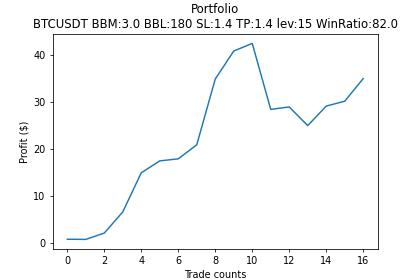 Portfolio
BTCUSDT BBM:3.0 BBL:180 SL:1.4 TP:1.4 lev:15 WinRatio:82.0
40
30
20
10
0
Profit ($)
0 2 4 6 8 10 12 14 16
Trade counts